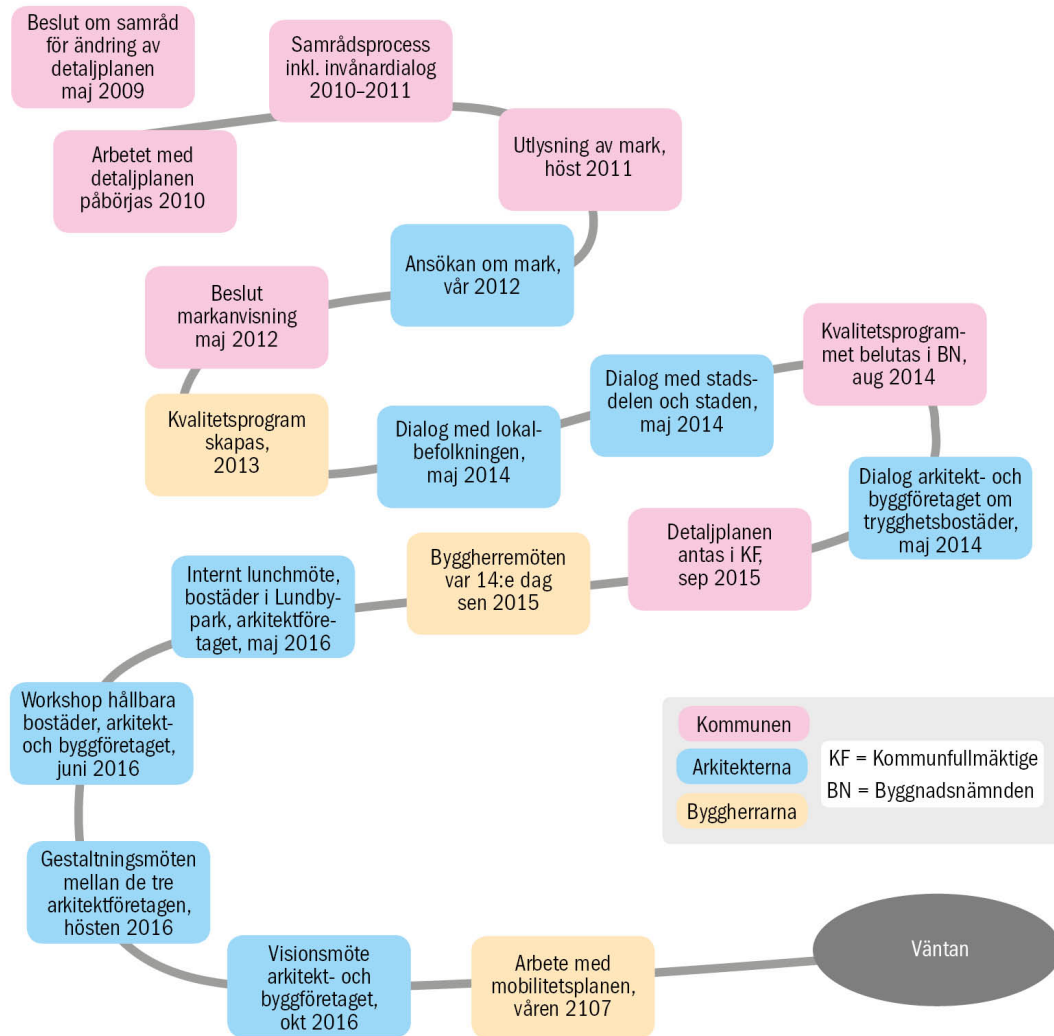 Beslut om samråd
för ändring av
detaljplanen
maj 2009
Arbetet med
detaljplanen
påbörjas 2010
Samrådsprocess
inkl. invånardialog
2010–2011
Utlysning av mark,
höst 2011
Ansökan om mark,
vår 2012
Beslut
markanvisning
maj 2012
Kvalitetsprogram
skapas,
2013
Dialog med lokal-
befolkningen,
maj 2014
Dialog med stads-
delen och staden,
maj 2014
Kvalitetsprogram-
met belutas i BN,
aug 2014
Dialog arkitekt- och
byggföretaget om
trygghetsbostäder,
maj 2014
Detaljplanen
antas i KF,
sep 2015
Byggherremöten
var 14:e dag
sen 2015
Internt lunchmöte,
bostäder i Lundby-
park, arkitektföre-
taget, maj 2016
Workshop hållbara
bostäder, arkitekt-
och byggföretaget,
juni 2016
Gestaltningsmöten
mellan de tre
arkitektföretagen,
hösten 2016
Visionsmöte
arkitekt- och
byggföretaget,
okt 2016
Arbete med
mobilitetsplanen,
våren 2107
Väntan
Kommunen
Arkitekterna
Byggherrarna
KF = Kommunfullmäktige
BN = Byggnadsnämnden